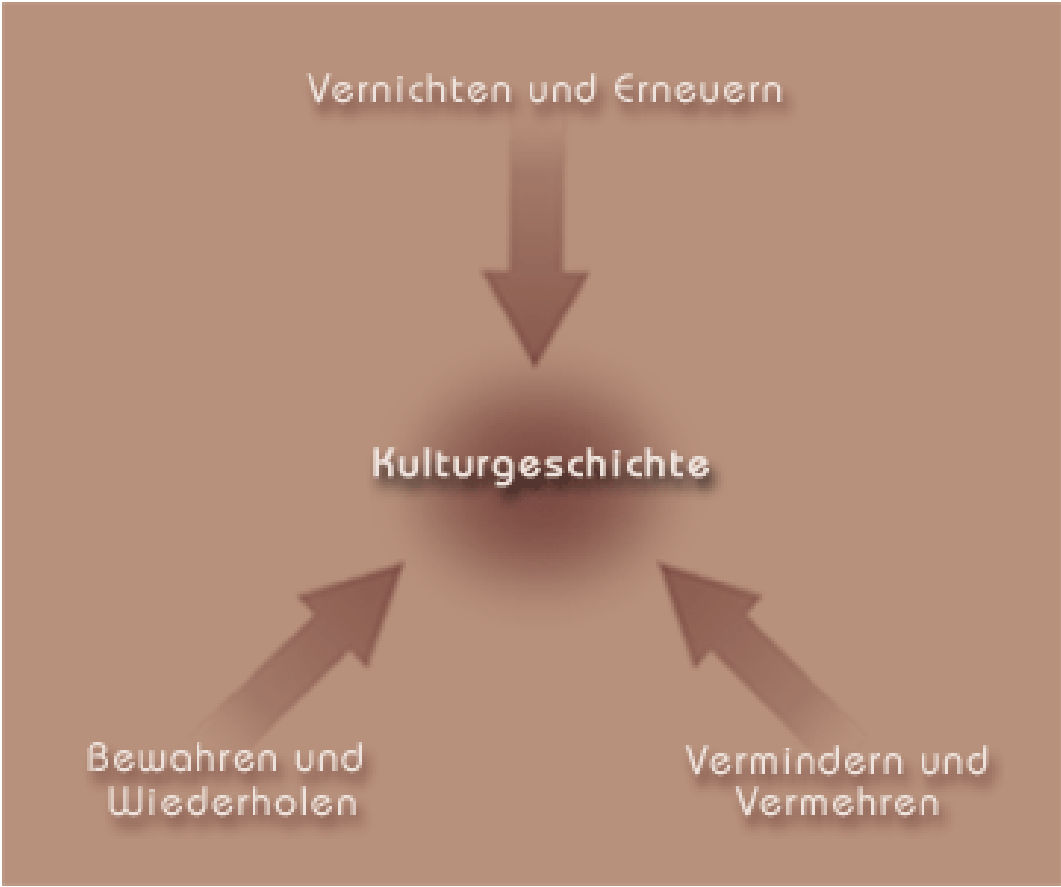 Vernichten und Erneuern
Kulturgeschichte
Bewahren und
Wiederholen
Vermindern und
Vermehren